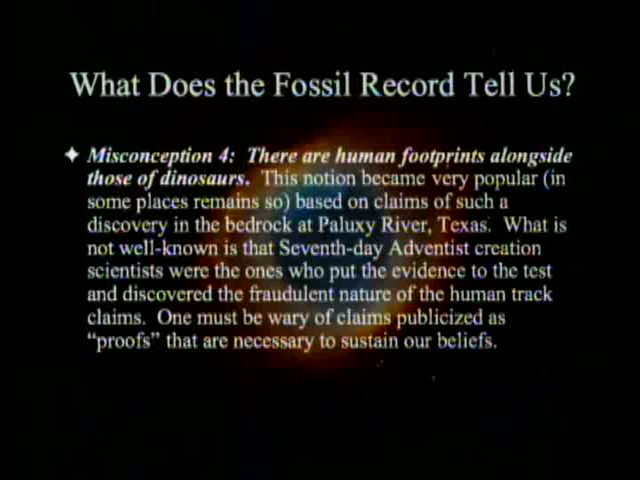 What Does the Fossil Record Tell Us?
✦ Misconception 4: There are human footprints alongside
those of dinosaurs. This notion became very popular (in
some places remains so) based on claims of such a
discovery in the bedrock at Paluxy River, Texas. What is
not well-known is that Seventh-day Adventist creation
scientists were the ones who put the evidence to the test
and discovered the fraudulent nature of the human track
claims. One must be wary of claims publicized as
“proofs” that are necessary to sustain our beliefs.